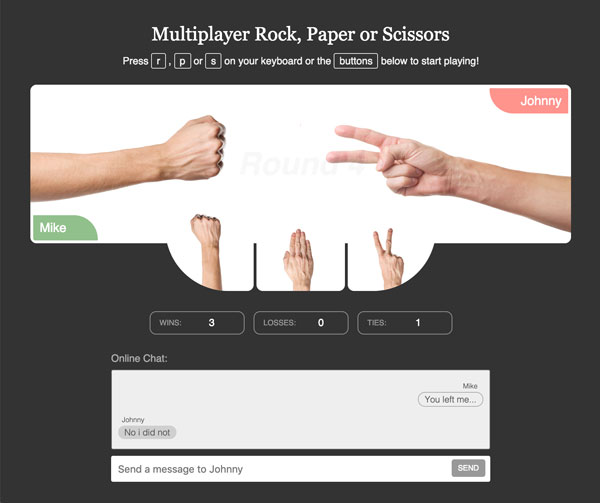 Multiplayer Rock, Paper or Scissors
Press r , p or s on your keyboard or the buttons below to start playing!
Johnny
Round 4
Mike
WINS: 3 LOSSES: 0 TIES: 1
Online Chat:
Mike
You left me...
Johnny
No i did not
Send a message to Johnny SEND